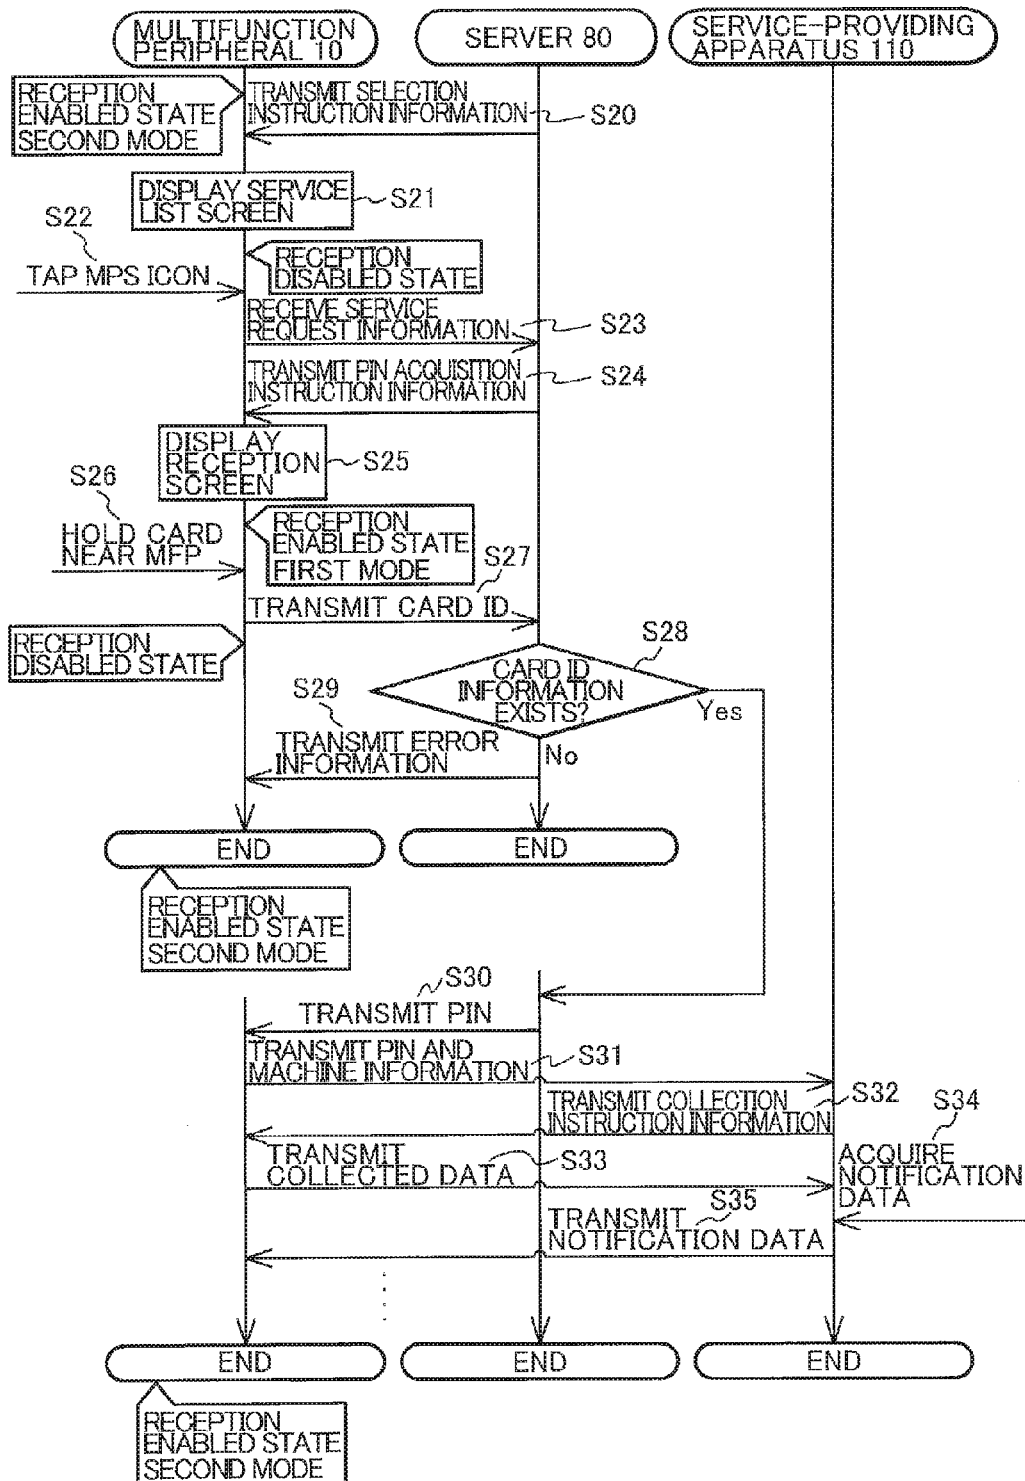 MULTIFUNCTION
PERIPHERAL 10
SERVER 80
SERVICE-PROVIDING
APPARATUS 110
RECEPTION
ENABLED STATE
SECOND MODE
TRANSMIT SELECTION
INSTRUCTION INFORMATION
S20
DISPLAY SERVICE
LIST SCREEN
S21
S22
TAP MPS ICON
RECEPTION
DISABLED STATE
RECEIVE SERVICE
REQUEST INFORMATION
S23
TRANSMIT PIN ACQUISITION
INSTRUCTION INFORMATION
S24
DISPLAY
RECEPTION
SCREEN
S25
S26
HOLD CARD
NEAR MFP
RECEPTION
ENABLED STATE
FIRST MODE
S27
TRANSMIT CARD ID
RECEPTION
DISABLED STATE
S28
CARD ID
INFORMATION
EXISTS?
Yes
No
S29
TRANSMIT ERROR
INFORMATION
END
END
RECEPTION
ENABLED STATE
SECOND MODE
S30
TRANSMIT PIN
TRANSMIT PIN AND
MACHINE INFORMATION
S31
TRANSMIT COLLECTION
INSTRUCTION INFORMATION
S32
TRANSMIT
COLLECTED DATA
S33
S34
ACQUIRE
NOTIFICATION
DATA
S35
TRANSMIT
NOTIFICATION DATA
END
END
END
RECEPTION
ENABLED STATE
SECOND MODE